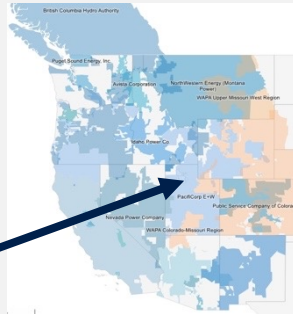 British Columbia Hydro Authority
Puget Sound Energy, Inc.
Avista Corporation
NorthWestern Energy (Montana
Power)
WAPA Upper Missouri West Region
Idaho Power Co
PacifiCorp E+W
Public Service Company of Colora
Nevada Power Company
WAPA Colorado-Missouri Region